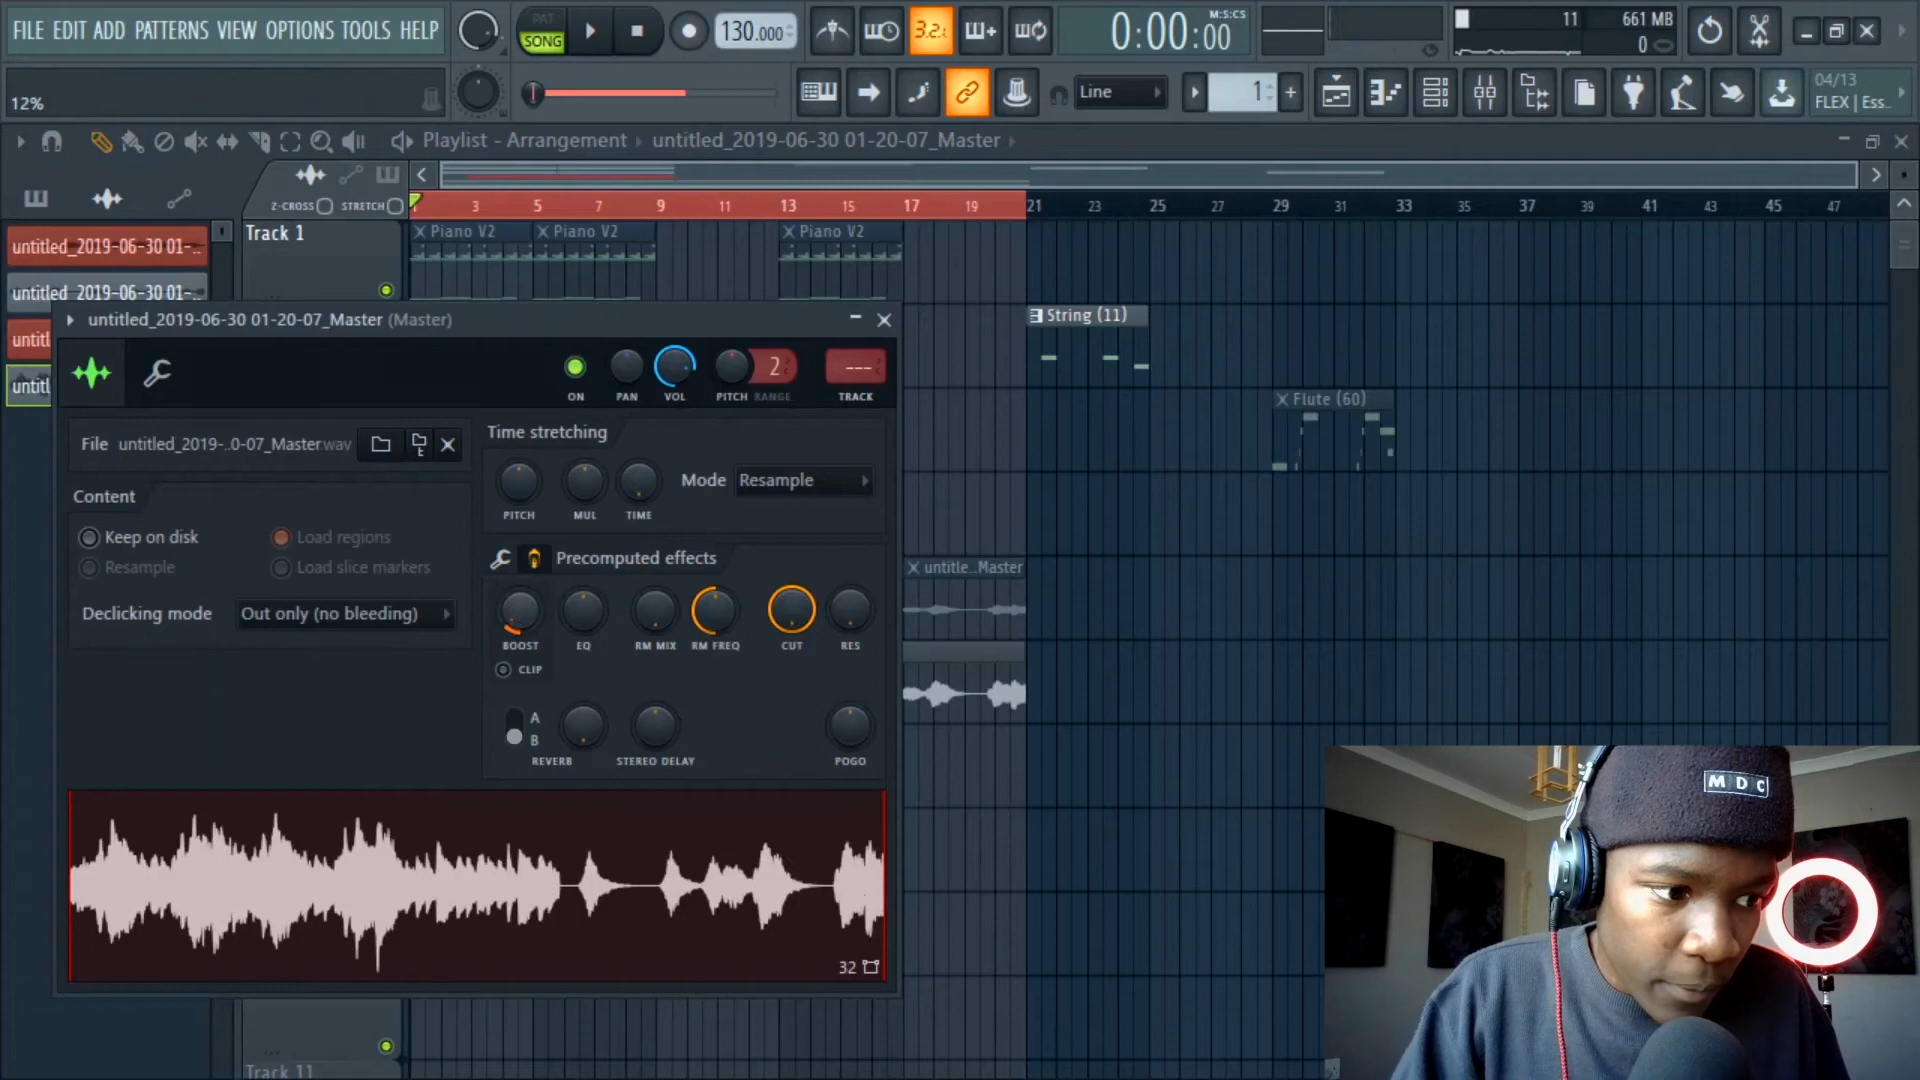 FILE EDIT ADD PATTERNS VIEW OPTIONS TOOLS HELP
PAT
SONG
130.000
3.2
M:S:CS
0:00:00
11
661 MB
0
12%
Line
1
04/13
FLEX | Ess..
Playlist - Arrangement
untitled_2019-06-30 01-20-07_Master
Z-CROSS STRETCH
3 5 7 9 11 13 15 17 19 21 23 25 27 29 31 33 35 37 39 41 43 45 47
untitled_2019-06-30 01-..
Track 1
Piano V2
Piano V2
Piano V2
untitled_2019-06-30 01-..
String (11)
untitl
untitled_2019-06-30 01-20-07_Master (Master)
2
---
ON PAN VOL PITCH RANGE TRACK
untitl
Flute (60)
File untitled_2019-..0-07_Master.wav
Time stretching
Mode Resample
PITCH MUL TIME
Content
Keep on disk
Load regions
Resample
Load slice markers
Declicking mode Out only (no bleeding)
Precomputed effects
BOOST EQ RM MIX RM FREQ CUT RES
CLIP
A
B
REVERB STEREO DELAY POGO
untitle..Master
32
Track 11
MDC